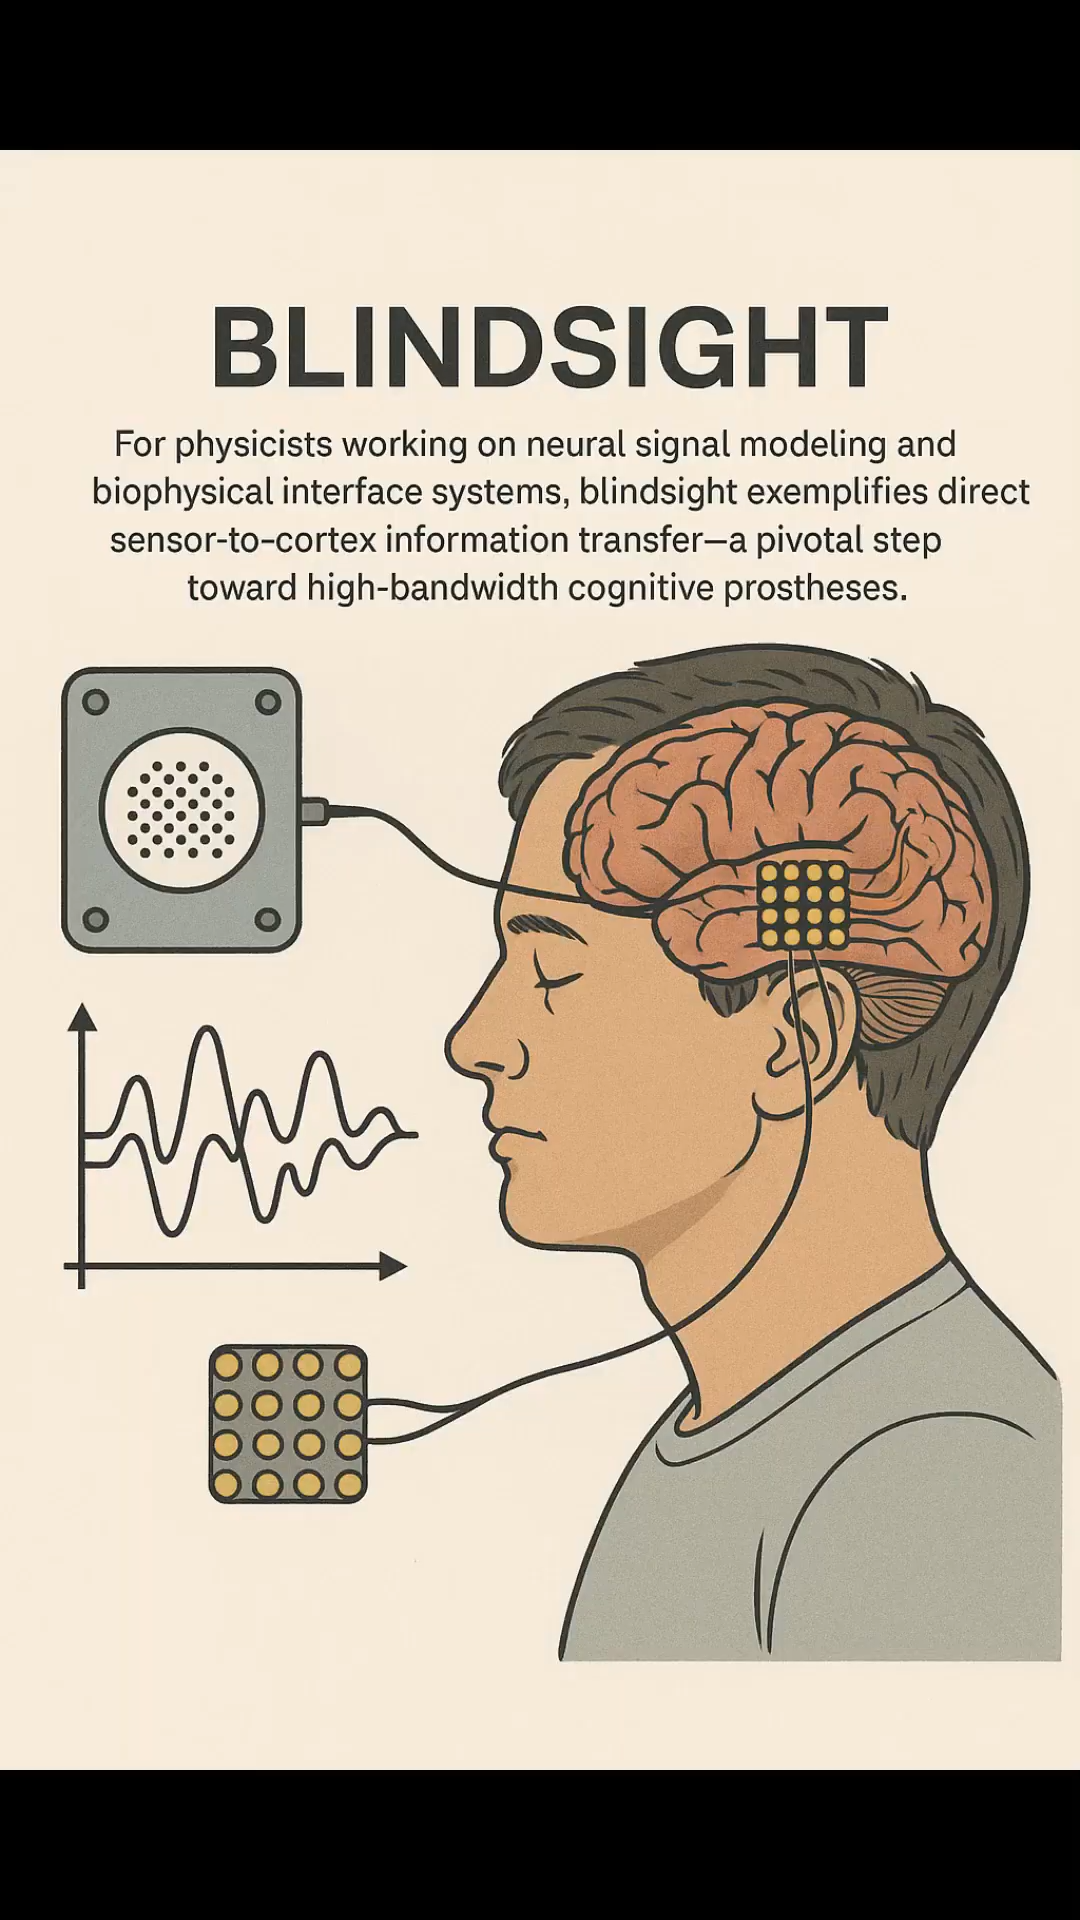 BLINDSIGHT
For physicists working on neural signal modeling and
biophysical interface systems, blindsight exemplifies direct
sensor-to-cortex information transfer—a pivotal step
toward high-bandwidth cognitive prostheses.